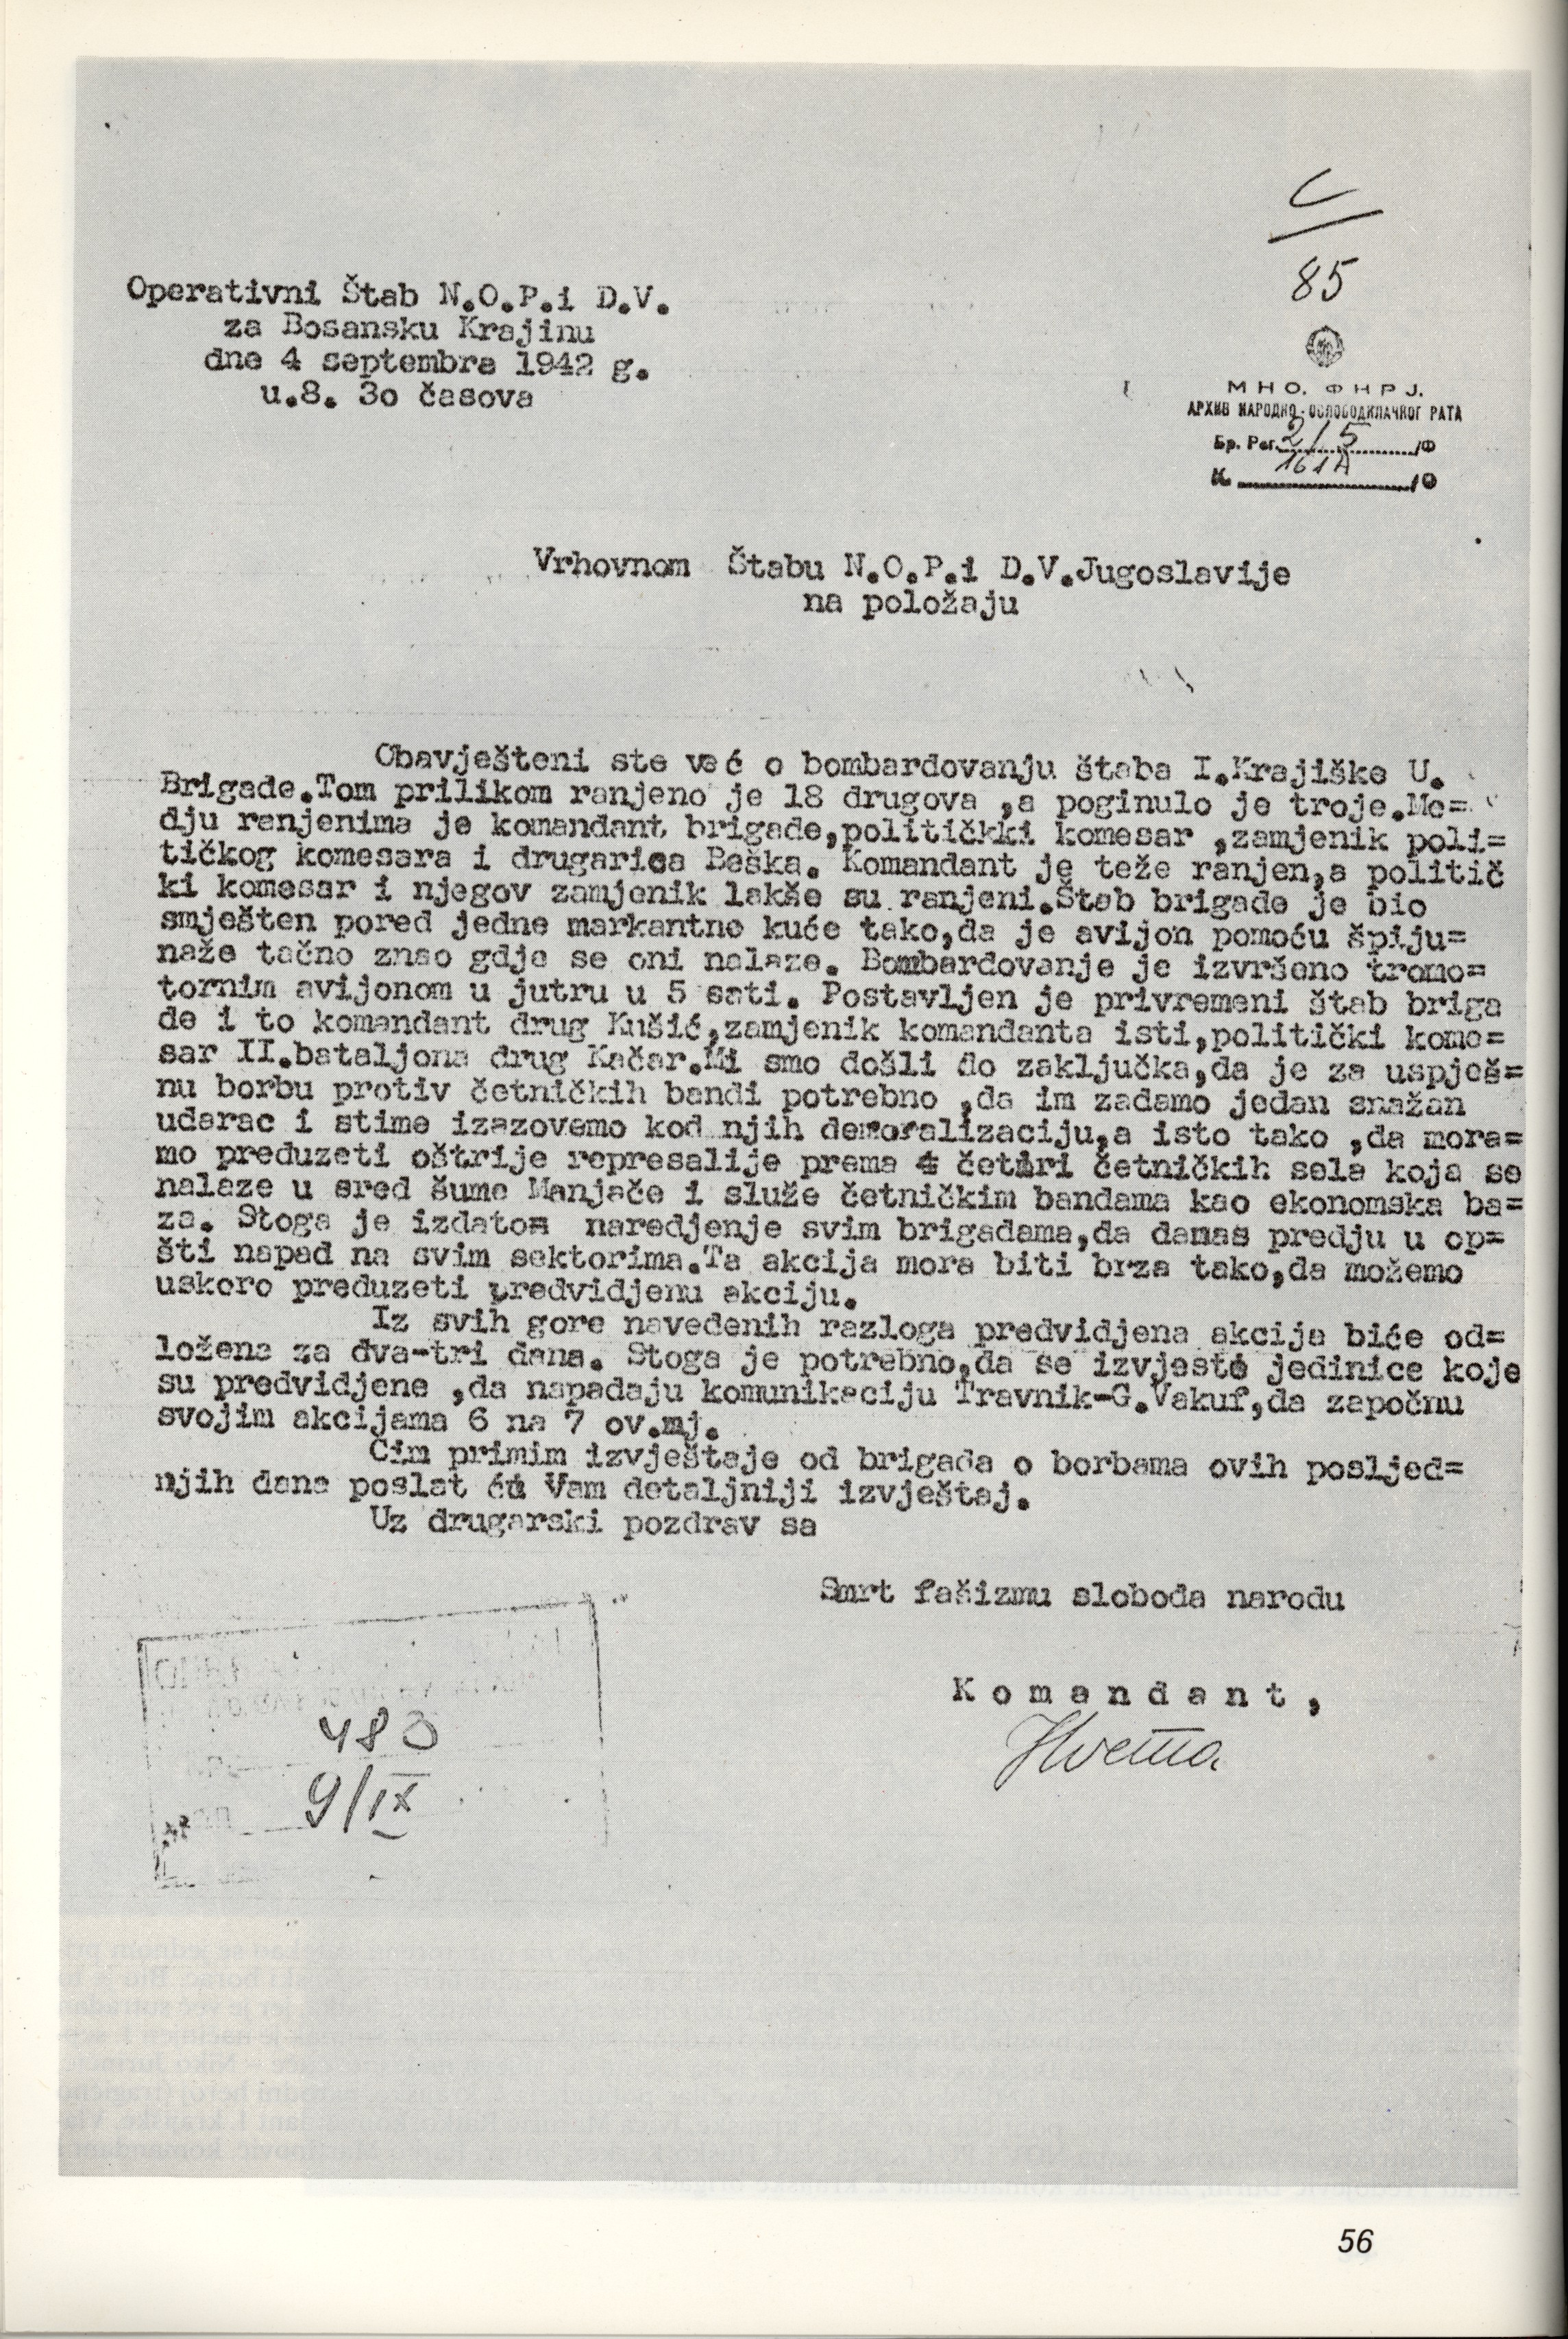 85
Operativni Štab N.O.P.i D.V.
za Bosansku Krajinu
dne 4 septembra 1942 g.
u.8. 3o časova
МНО. ФНРЈ.
АРХИВ НАРОДНО-ОСЛОБОДИЛАЧКОГ РАТА
Бр. Рег. 2/5 /Ф
К. 161A /Ф
Vrhovnom Štabu N.O.P.i D.V.Jugoslavije
na položaju
Obavješteni ste već o bombardovanju štaba I.Krajiške U.
Brigade.Tom prilikom ranjeno je 18 drugova ,a poginulo je troje.Me=
dju ranjenima je komandant brigade,političkki komesar ,zamjenik poli=
tičkog komesara i drugarica Beška. Komandant je teže ranjen,a politič
ki komesar i njegov zamjenik lakše su ranjeni.Štab brigade je bio
smješten pored jedne markantne kuće tako,da je avijon pomoću špiju=
naže tačno znao gdje se oni nalaze. Bombardovanje je izvršeno tromo=
tornim avijonom u jutru u 5 sati. Postavljen je privremeni štab briga
de i to komandant drug Kušić,zamjenik komandanta isti,politički kome=
sar II.bataljona drug Kačar.Mi smo došli do zaključka,da je za uspješ=
nu borbu protiv četničkih bandi potrebno ,da im zadamo jedan snažan
udarac i stime izazovemo kod njih demoralizaciju,a isto tako ,da mora=
mo preduzeti oštrije represalije prema 4 četiri četničkih sela koja se
nalaze u sred šume Manjače i služe četničkim bandama kao ekonomska ba=
za. Stoga je izdato naredjenje svim brigadama,da danas predju u op=
šti napad na svim sektorima.Ta akcija mora biti brza tako,da možemo
uskoro preduzeti predvidjenu akciju.
Iz svih gore navedenih razloga predvidjena akcija biće od=
ložena za dva-tri dana. Stoga je potrebno,da se izvjeste jedinice koje
su predvidjene ,da napadaju komunikaciju Travnik-G.Vakuf,da započnu
svojim akcijama 6 na 7 ov.mj.
Čim primim izvještaje od brigada o borbama ovih posljed=
njih dana poslat ću Vam detaljniji izvještaj.
Uz drugarski pozdrav sa
Smrt fašizmu sloboda narodu
Komandant,
483
9/IX
56